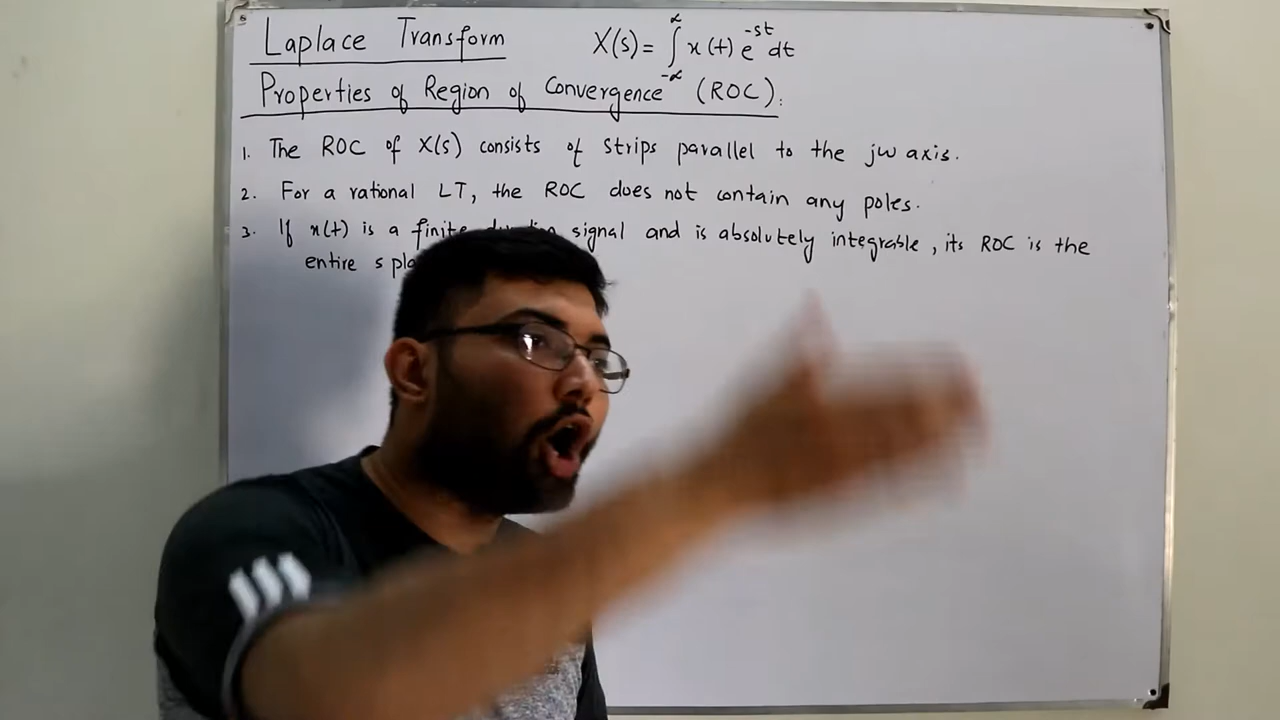 Laplace Transform X(s) = ∫ x(t) e^-st dt
Properties of Region of Convergence (ROC):
1. The ROC of X(s) consists of strips parallel to the jw axis.
2. For a rational LT, the ROC does not contain any poles.
3. If x(t) is a finite signal and is absolutely integrable, its ROC is the
entire s